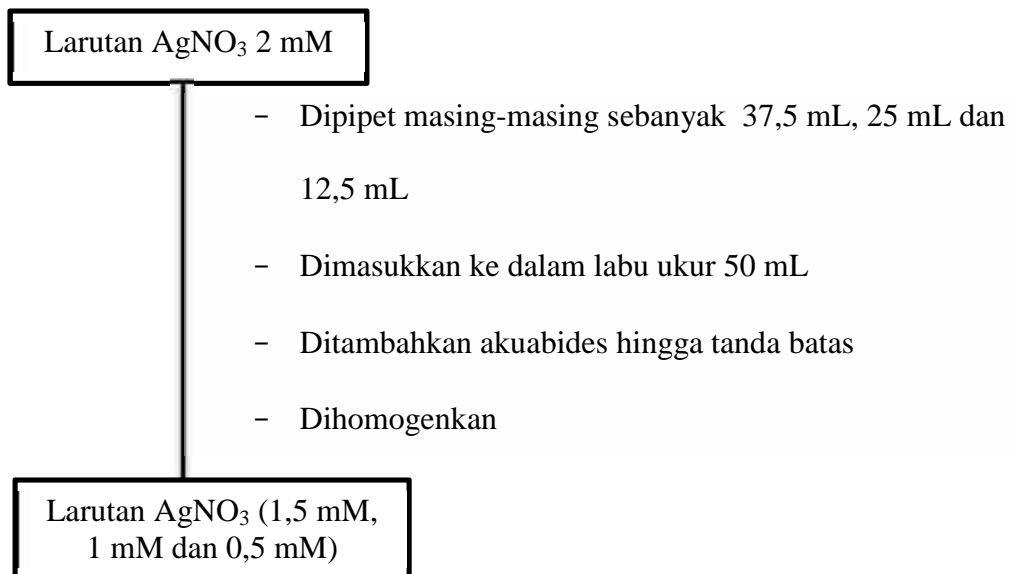 Larutan AgNO₃ 2 mM
- Dipipet masing-masing sebanyak 37,5 mL, 25 mL dan
12,5 mL
- Dimasukkan ke dalam labu ukur 50 mL
- Ditambahkan akuabides hingga tanda batas
- Dihomogenkan
Larutan AgNO₃ (1,5 mM,
1 mM dan 0,5 mM)